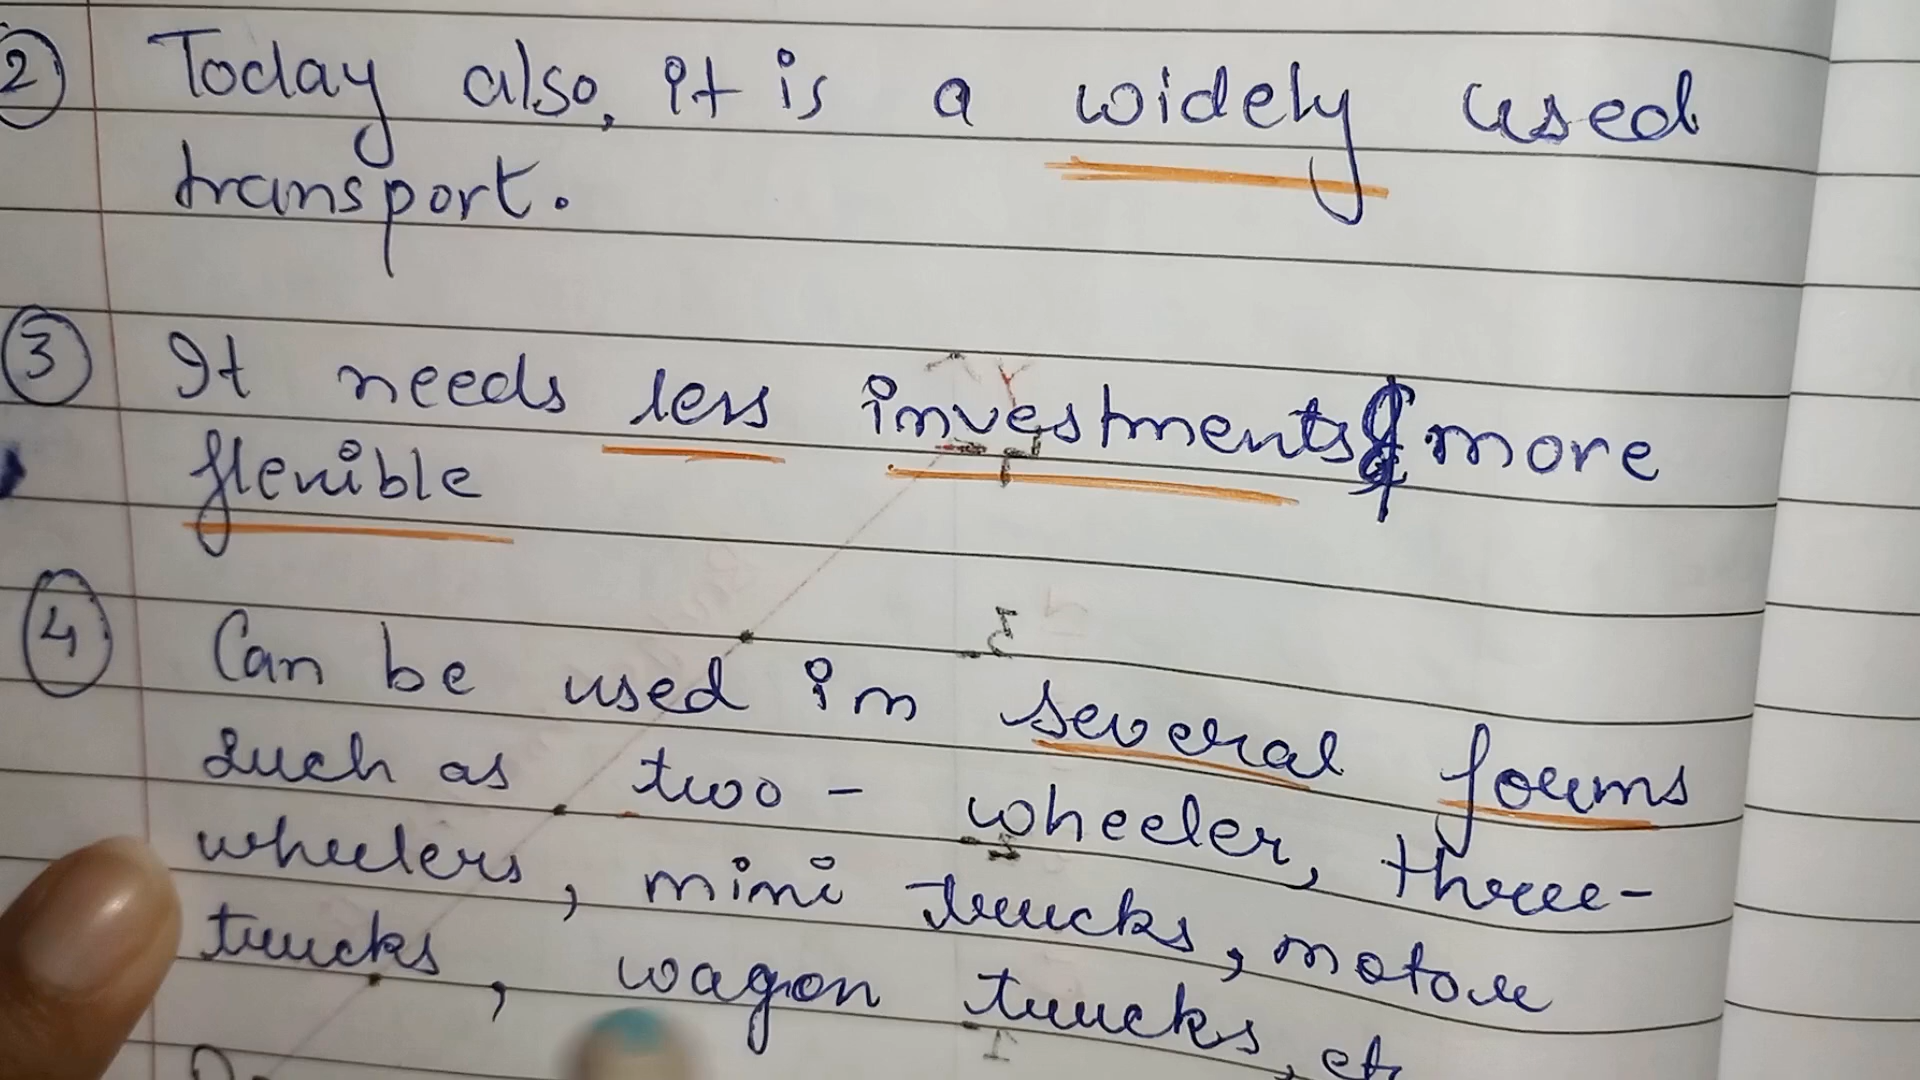 ② Today also, it is a widely used
transport.
③ It needs less investments & more
flexible
④ Can be used in several forms
such as two - wheeler, three-
wheelers, mini trucks, motor
trucks, wagon trucks, etc